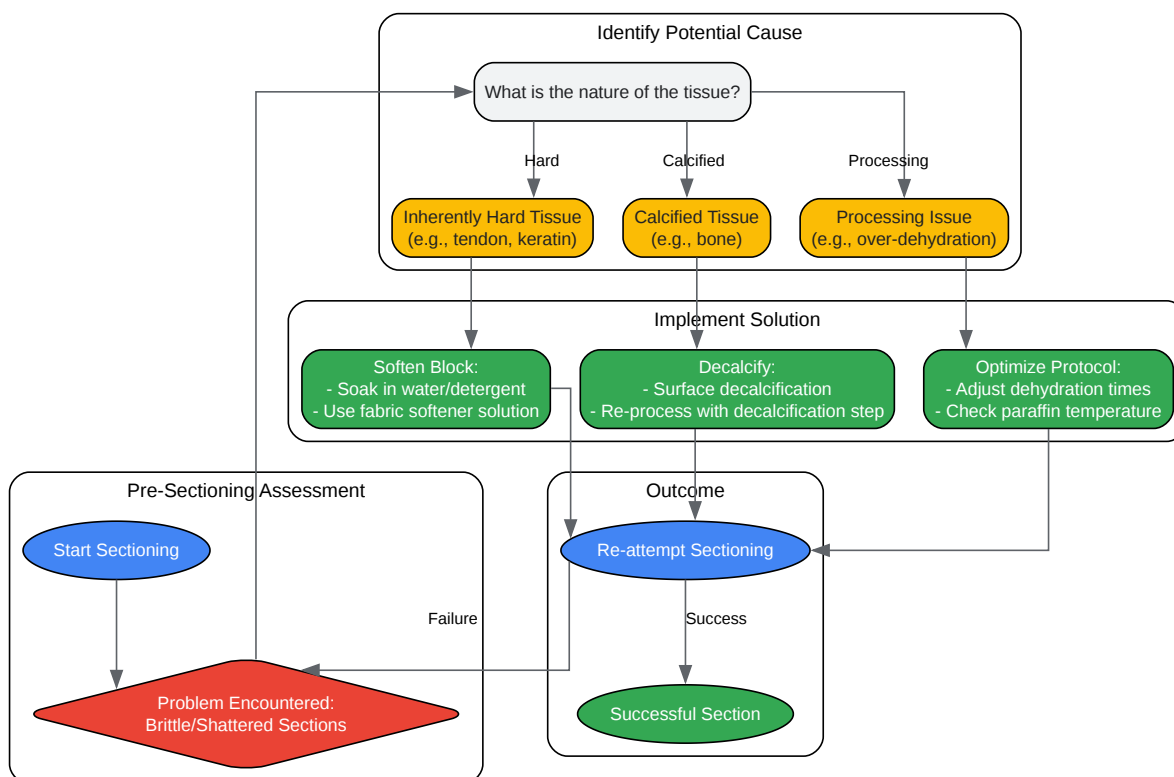 Identify Potential Cause
What is the nature of the tissue?
Hard
Calcified
Processing
Inherently Hard Tissue
(e.g., tendon, keratin)
Calcified Tissue
(e.g., bone)
Processing Issue
(e.g., over-dehydration)
Implement Solution
Soften Block:
- Soak in water/detergent
- Use fabric softener solution
Decalcify:
- Surface decalcification
- Re-process with decalcification step
Optimize Protocol:
- Adjust dehydration times
- Check paraffin temperature
Pre-Sectioning Assessment
Start Sectioning
Problem Encountered:
Brittle/Shattered Sections
Failure
Outcome
Re-attempt Sectioning
Success
Successful Section